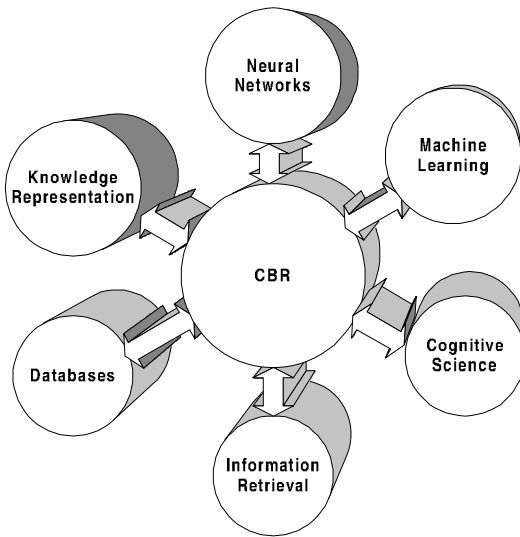 Neural
Networks
Machine
Learning
Knowledge
Representation
CBR
Cognitive
Science
Databases
Information
Retrieval